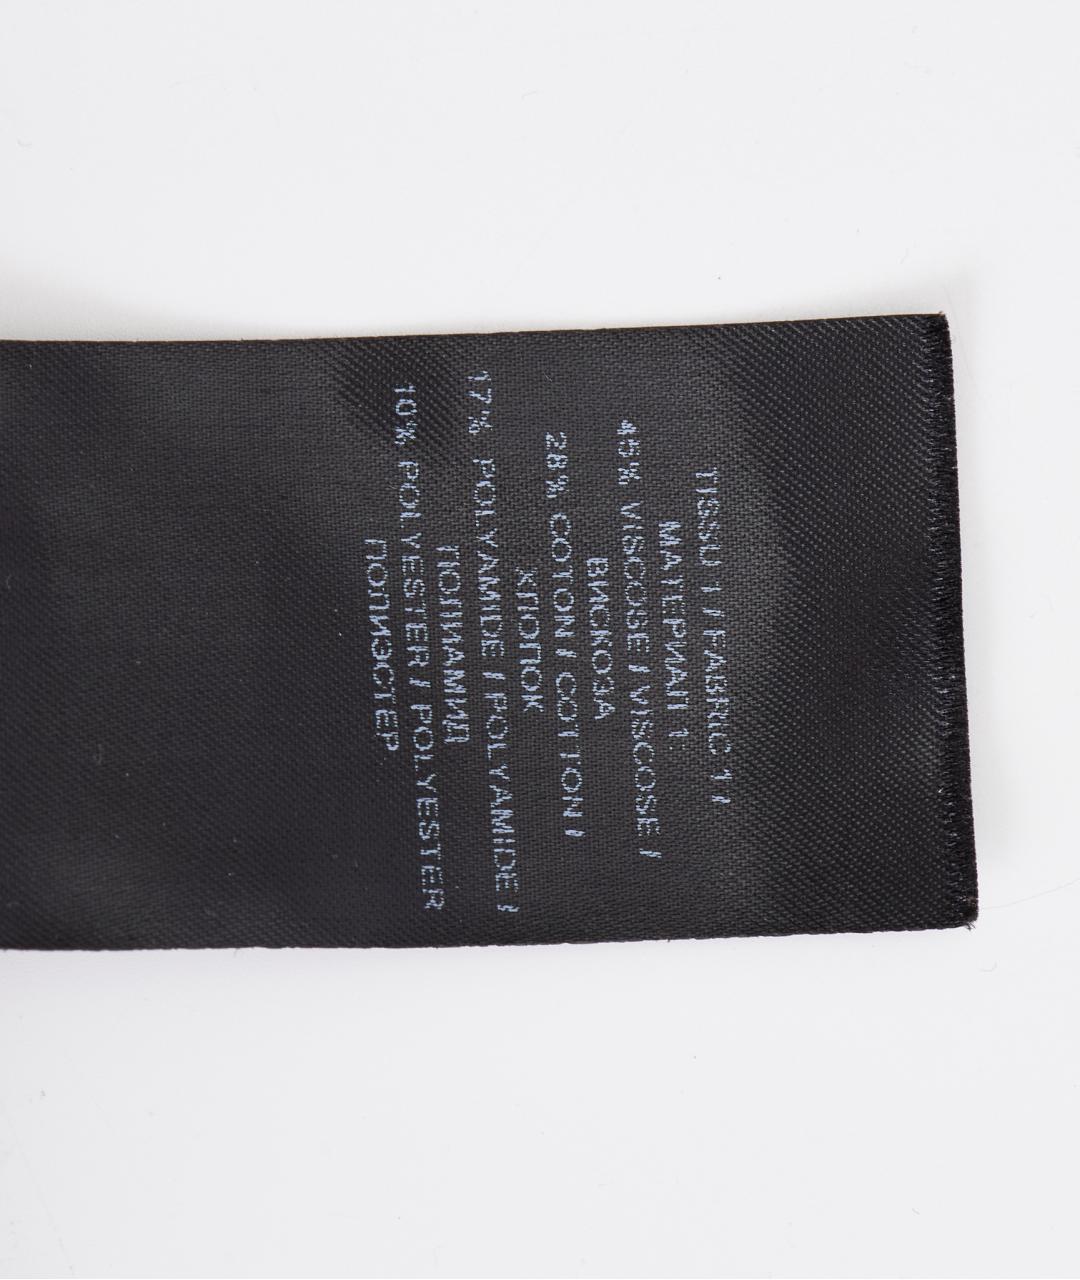 TISSU 1 / FABRIC 1 /
МАТЕРИАЛ 1:
45% VISCOSE / VISCOSE /
ВИСКОЗА
28% COTON / COTTON /
ХЛОПОК
17% POLYAMIDE / POLYAMIDE /
ПОЛИАМИД
10% POLYESTER / POLYESTER
ПОЛИЭСТЕР